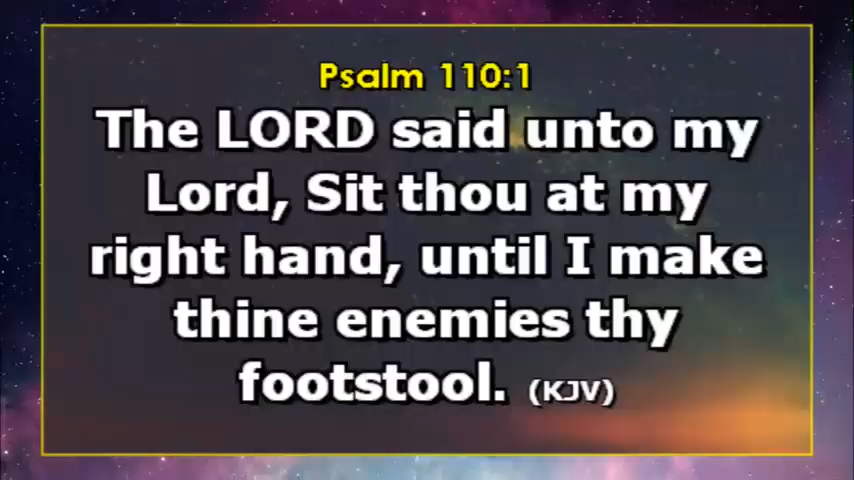 Psalm 110:1
The LORD said unto my
Lord, Sit thou at my
right hand, until I make
thine enemies thy
footstool. (KJV)